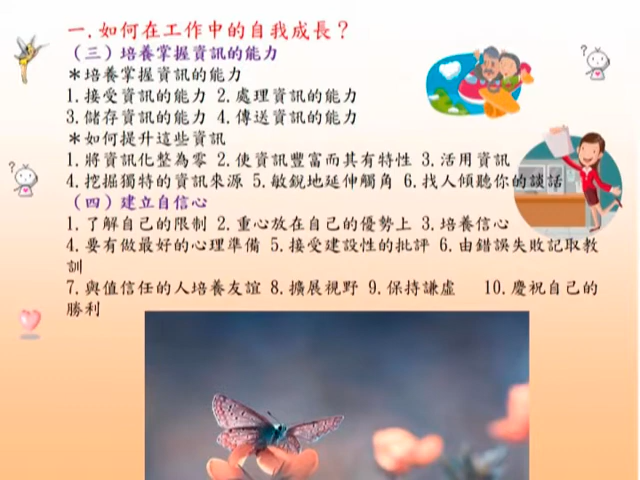 一.如何在工作中的自我成長？
（三）培養掌握資訊的能力
＊培養掌握資訊的能力
1.接受資訊的能力 2.處理資訊的能力
3.儲存資訊的能力 4.傳送資訊的能力
＊如何提升這些資訊
1.將資訊化整為零 2.使資訊豐富而其有特性 3.活用資訊
4.挖掘獨特的資訊來源 5.敏銳地延伸觸角 6.找人傾聽你的談話
（四）建立自信心
1.了解自己的限制 2.重心放在自己的優勢上 3.培養信心
4.要有做最好的心理準備 5.接受建設性的批評 6.由錯誤失敗記取教
訓
7.與值信任的人培養友誼 8.擴展視野 9.保持謙虛 10.慶祝自己的
勝利